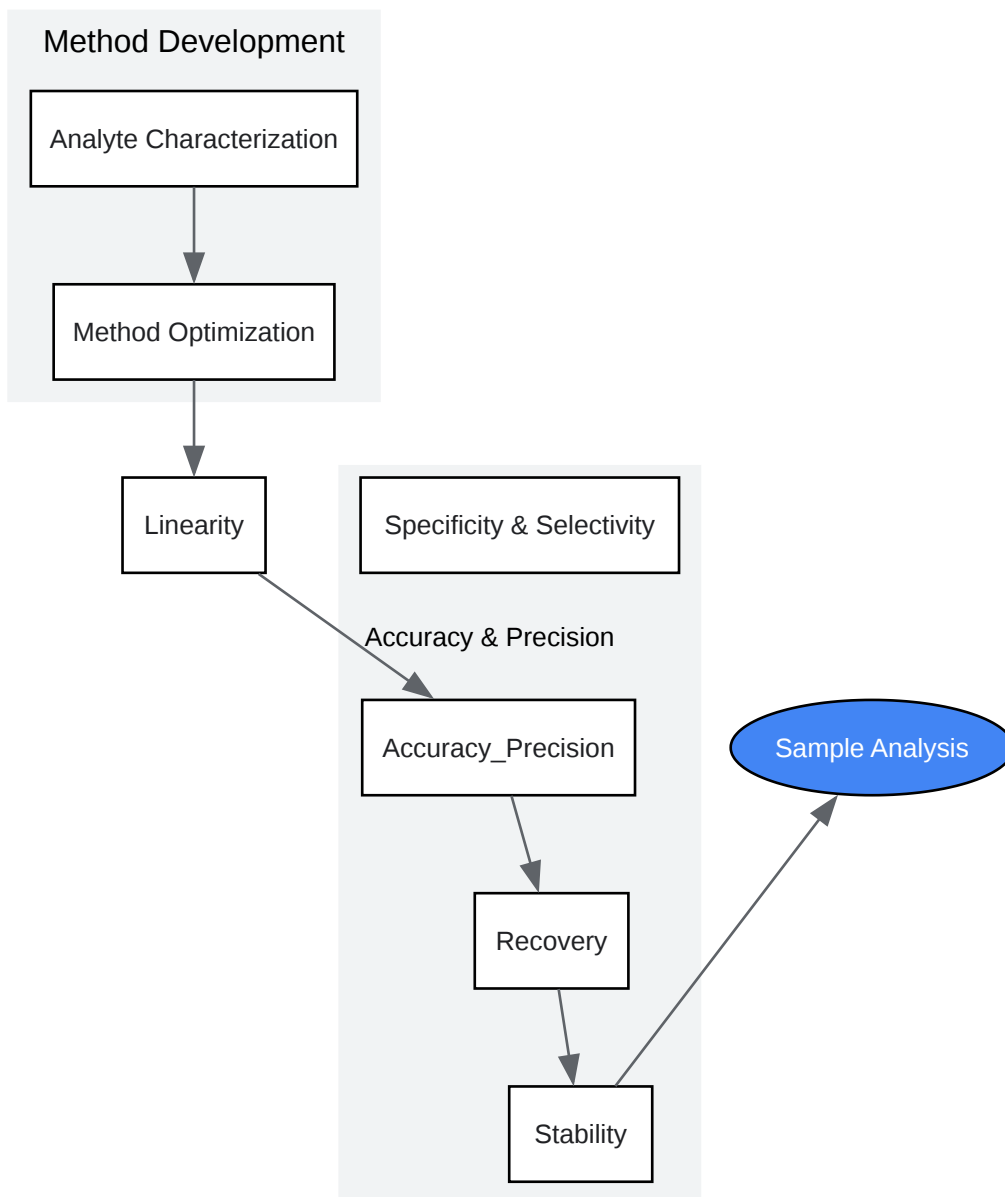 Method Development
Analyte Characterization
Method Optimization
Linearity
Specificity & Selectivity
Accuracy & Precision
Accuracy_Precision
Sample Analysis
Recovery
Stability